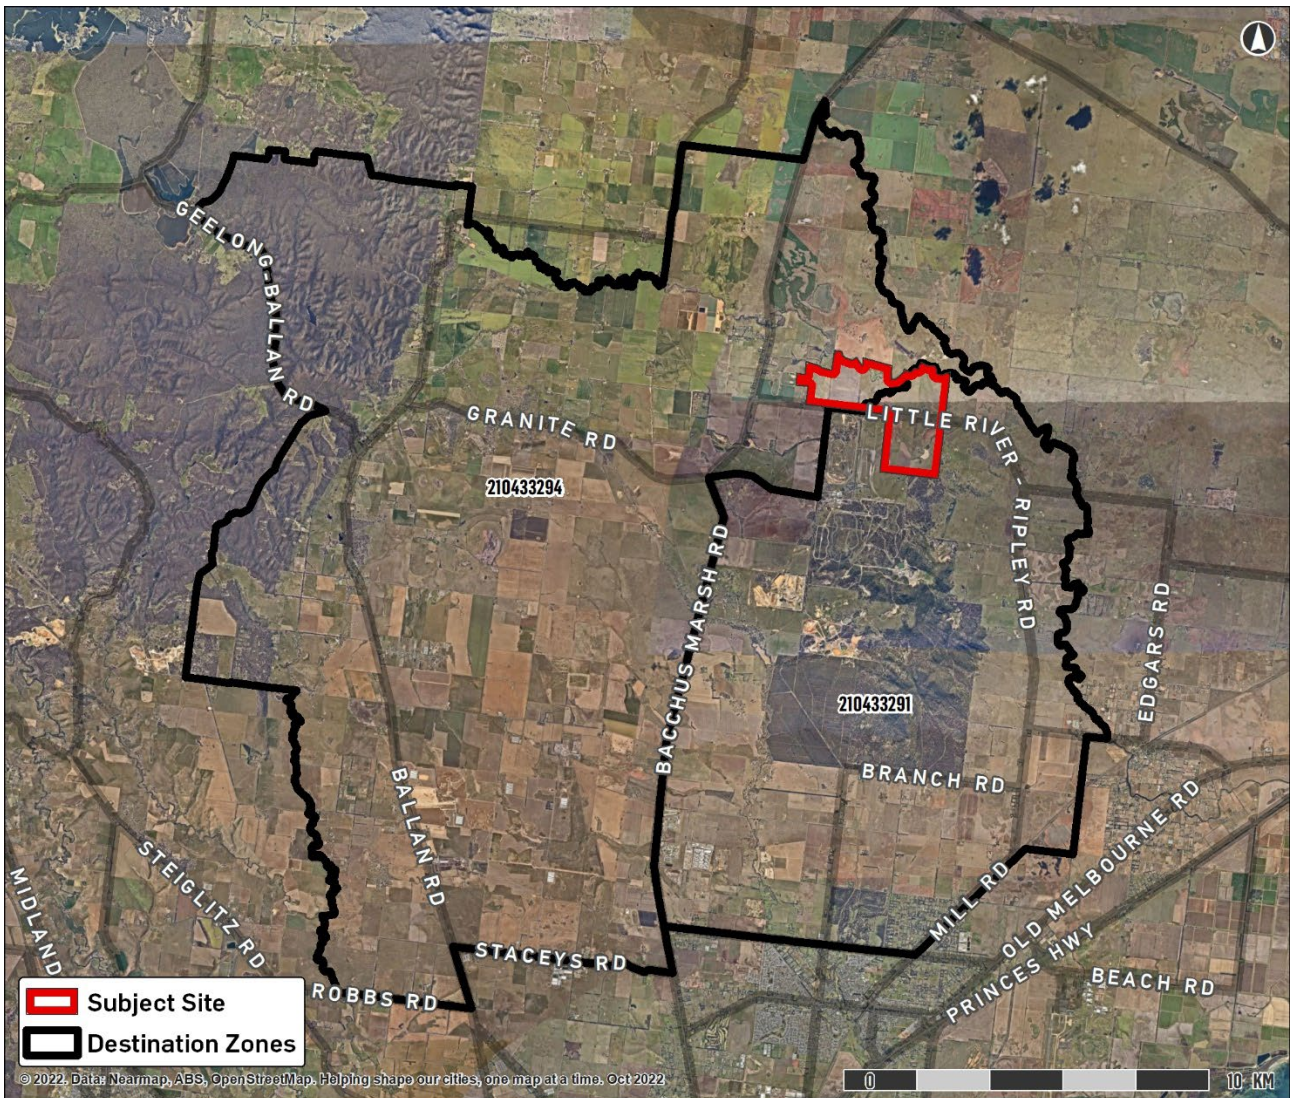 GEELONG-BALLAN RD
GRANITE RD
LITTLE RIVER - RIPLEY RD
210433294
BACCHUS MARSH RD
EDGARS RD
210433291
BRANCH RD
BALLAN RD
STEIGLITZ RD
MIDLAND
MILL RD
OLD MELBOURNE RD
PRINCES HWY
STACEYS RD
BEACH RD
ROBBS RD
Subject Site
Destination Zones
© 2022. Data: Nearmap, ABS, OpenStreetMap. Helping shape our cities, one map at a time. Oct 2022
0 10 KM